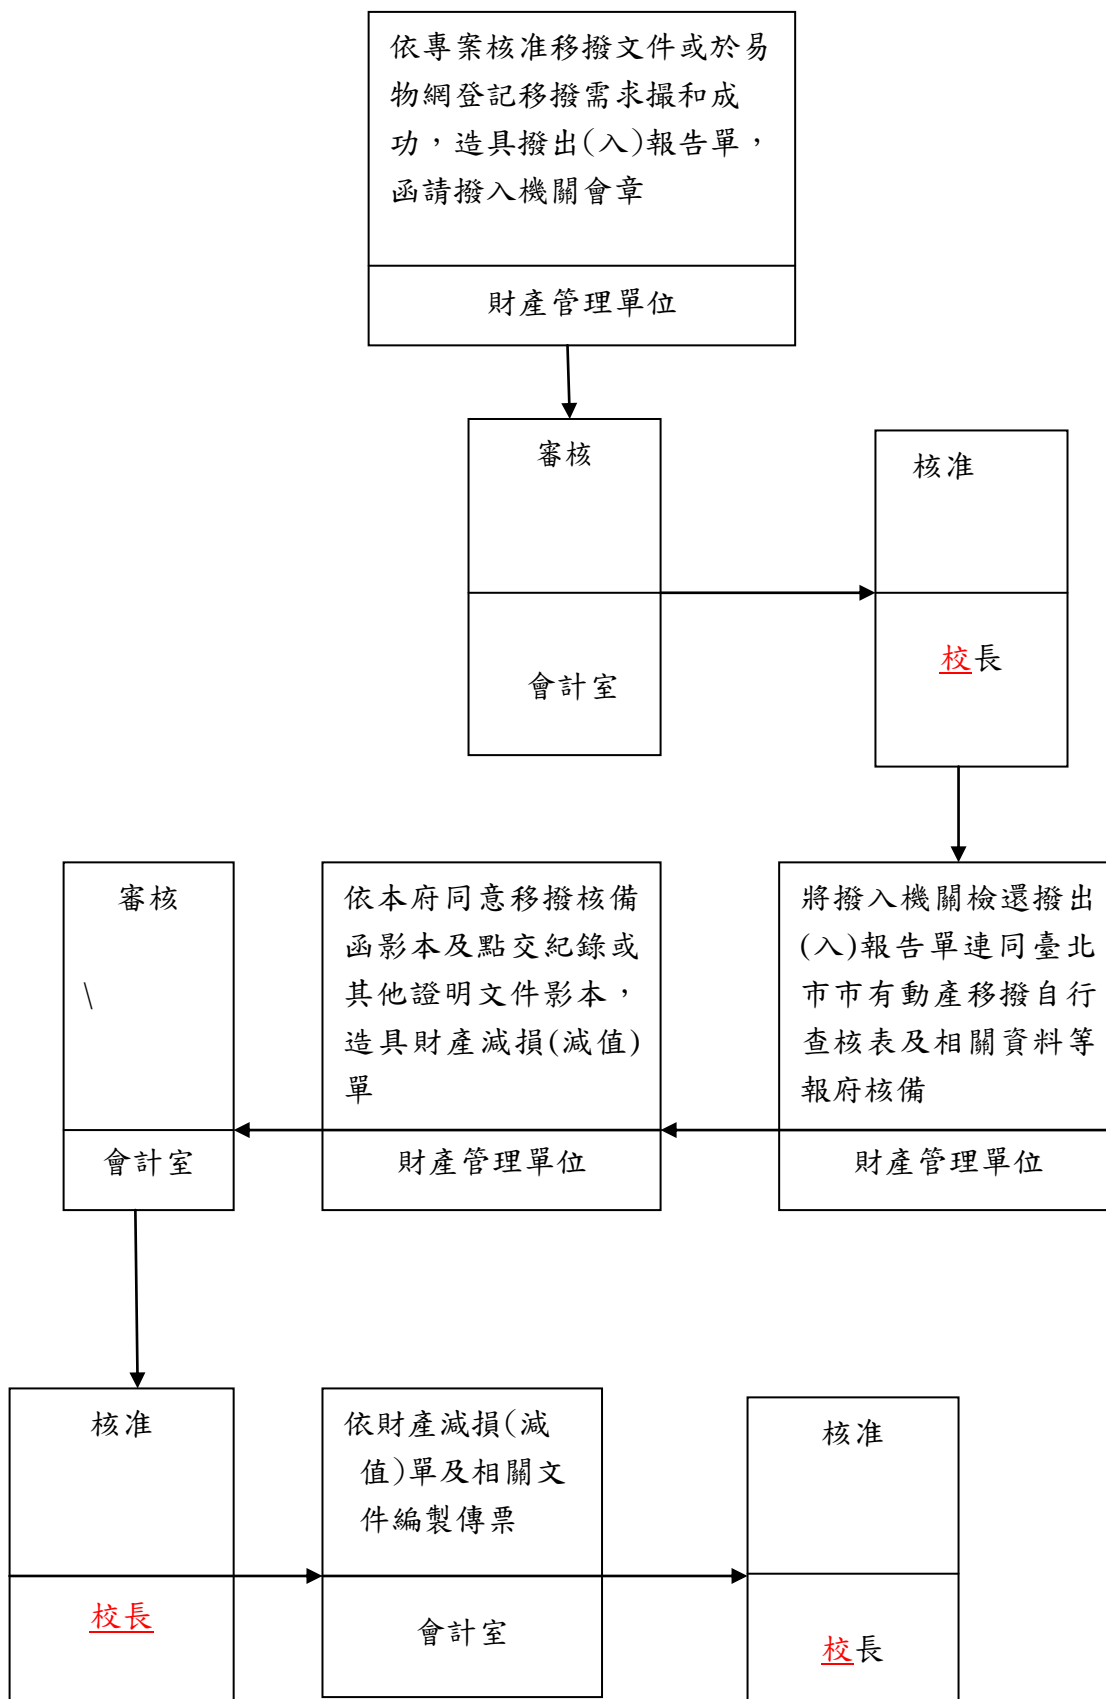 依專案核准移撥文件或於易
物網登記移撥需求撮和成
功，造具撥出(入)報告單，
函請撥入機關會章
財產管理單位
審核
會計室
核准
校長
將撥入機關檢還撥出
(入)報告單連同臺北
市市有動產移撥自行
查核表及相關資料等
報府核備
財產管理單位
依本府同意移撥核備
函影本及點交紀錄或
其他證明文件影本，
造具財產減損(減值)
單
財產管理單位
審核
\
會計室
核准
校長
依財產減損(減
值)單及相關文
件編製傳票
會計室
核准
校長